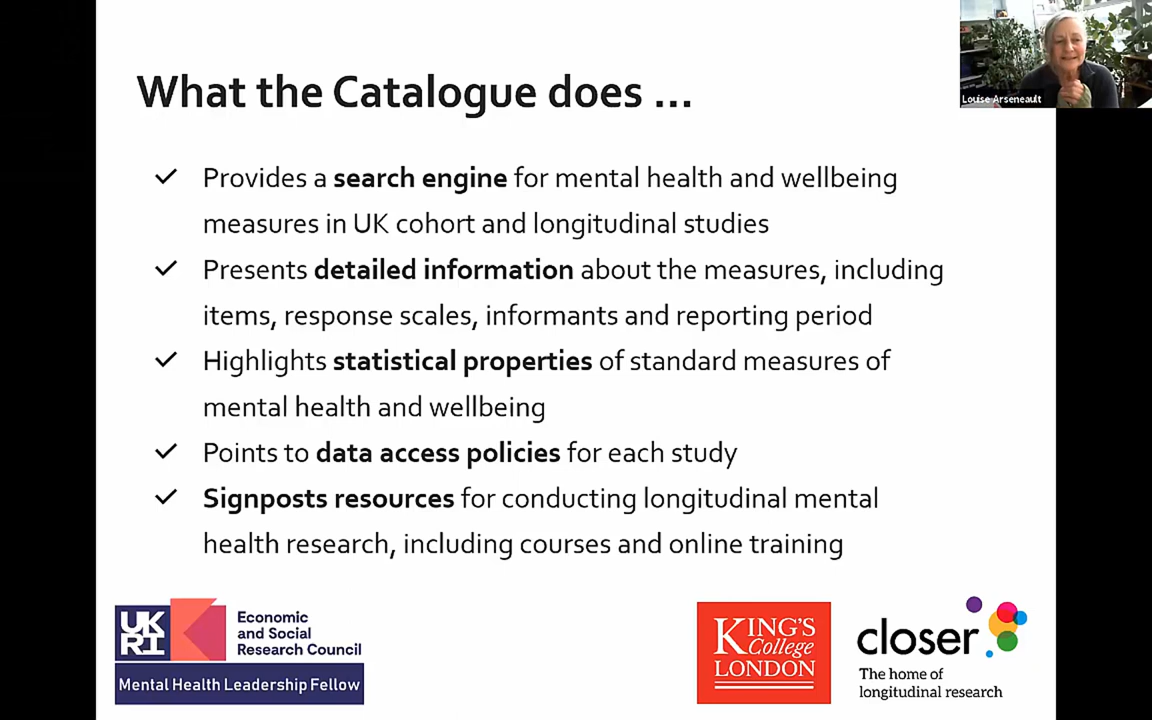 What the Catalogue does ...
Louise Arseneault
✓ Provides a search engine for mental health and wellbeing
measures in UK cohort and longitudinal studies
✓ Presents detailed information about the measures, including
items, response scales, informants and reporting period
✓ Highlights statistical properties of standard measures of
mental health and wellbeing
✓ Points to data access policies for each study
✓ Signposts resources for conducting longitudinal mental
health research, including courses and online training
UK
RI
Economic
and Social
Research Council
Mental Health Leadership Fellow
KING'S
College
LONDON
closer
The home of
longitudinal research